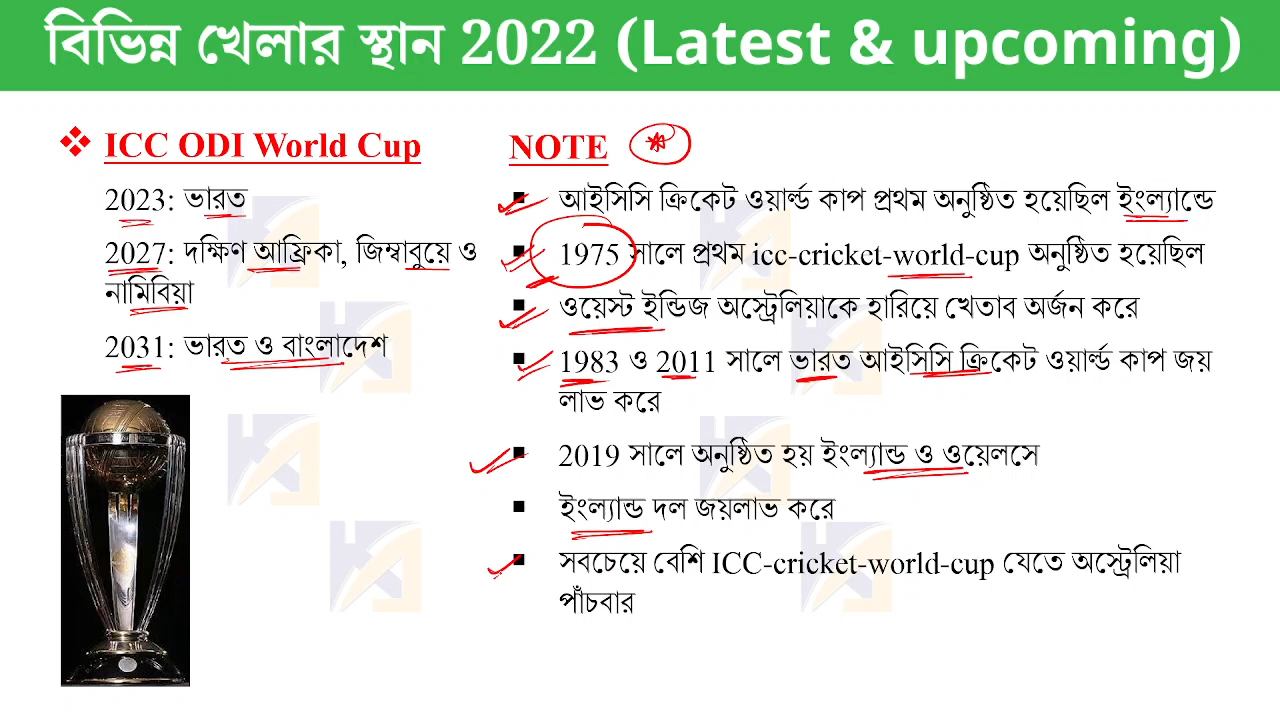 বিভিন্ন খেলার স্থান 2022 (Latest & upcoming)
ICC ODI World Cup
2023: ভারত
2027: দক্ষিণ আফ্রিকা, জিম্বাবুয়ে ও
নামিবিয়া
2031: ভারত ও বাংলাদেশ
NOTE
আইসিসি ক্রিকেট ওয়ার্ল্ড কাপ প্রথম অনুষ্ঠিত হয়েছিল ইংল্যান্ডে
1975 সালে প্রথম icc-cricket-world-cup অনুষ্ঠিত হয়েছিল
ওয়েস্ট ইন্ডিজ অস্ট্রেলিয়াকে হারিয়ে খেতাব অর্জন করে
1983 ও 2011 সালে ভারত আইসিসি ক্রিকেট ওয়ার্ল্ড কাপ জয়
লাভ করে
2019 সালে অনুষ্ঠিত হয় ইংল্যান্ড ও ওয়েলসে
ইংল্যান্ড দল জয়লাভ করে
সবচেয়ে বেশি ICC-cricket-world-cup যেতে অস্ট্রেলিয়া
পাঁচবার